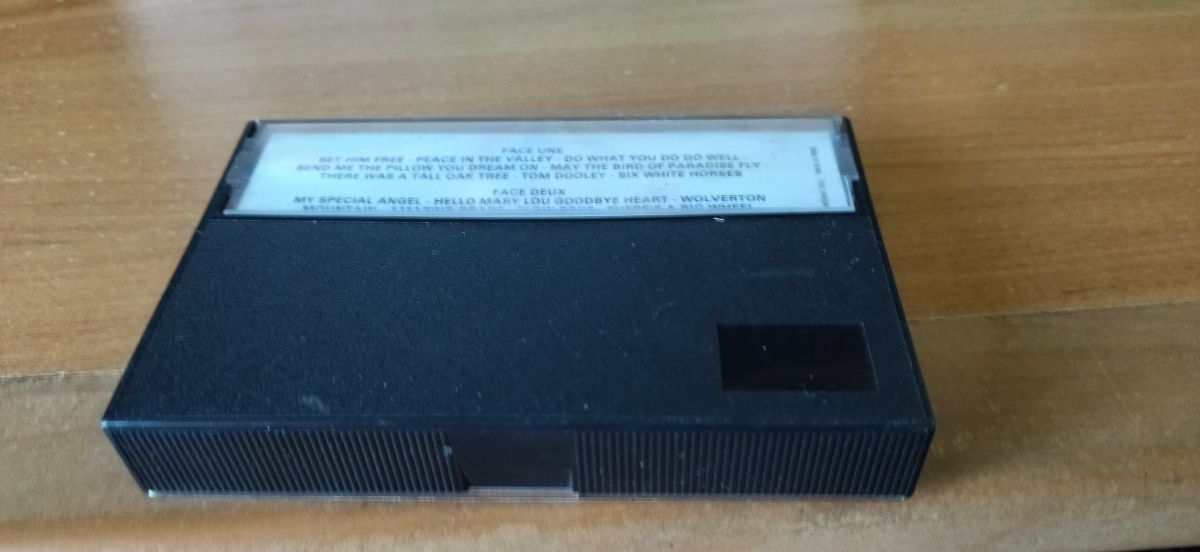 FACE UNE
SET HIM FREE · PEACE IN THE VALLEY · DO WHAT YOU DO DO WELL ·
SEND ME THE PILLOW YOU DREAM ON · MAY THE BIRD OF PARADISE FLY ·
THERE WAS A TALL OAK TREE · TOM DOOLEY · SIX WHITE HORSES
FACE DEUX
MY SPECIAL ANGEL · HELLO MARY LOU GOODBYE HEART · WOLVERTON
MOUNTAIN